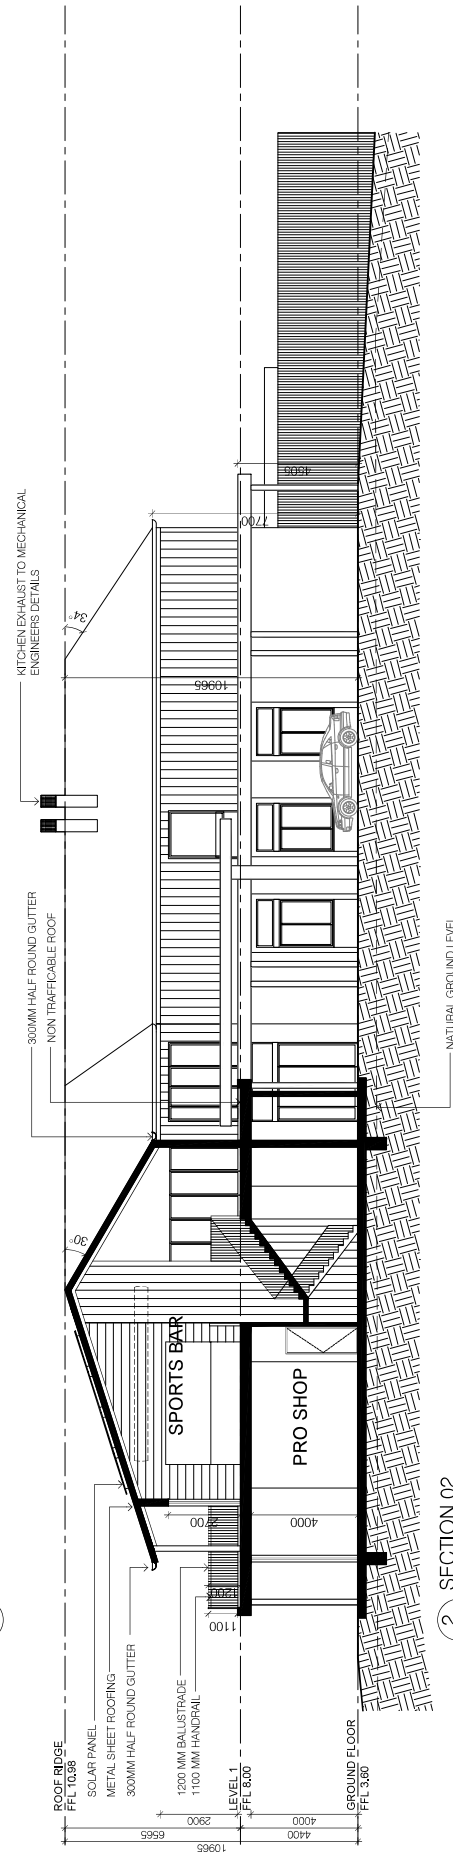 KITCHEN EXHAUST TO MECHANICAL
ENGINEERS DETAILS
300MM HALF ROUND GUTTER
NON TRAFFICABLE ROOF
34°
30°
10965
7700
4505
SPORTS BAR
PRO SHOP
2700
4000
1200
1100
NATURAL GROUND LEVEL
SOLAR PANEL
METAL SHEET ROOFING
300MM HALF ROUND GUTTER
1200 MM BALUSTRADE
1100 MM HANDRAIL
ROOF RIDGE
FFL 10.98
LEVEL 1
FFL 8.00
GROUND FLOOR
FFL 3.60
2900
4000
6565
4400
10965
2 SECTION 02